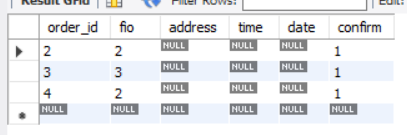 Result Grid Filter Rows: Edit:
order_id fio address time date confirm
2 2 NULL NULL NULL 1
3 3 NULL NULL NULL 1
4 2 NULL NULL NULL 1
NULL NULL NULL NULL NULL NULL